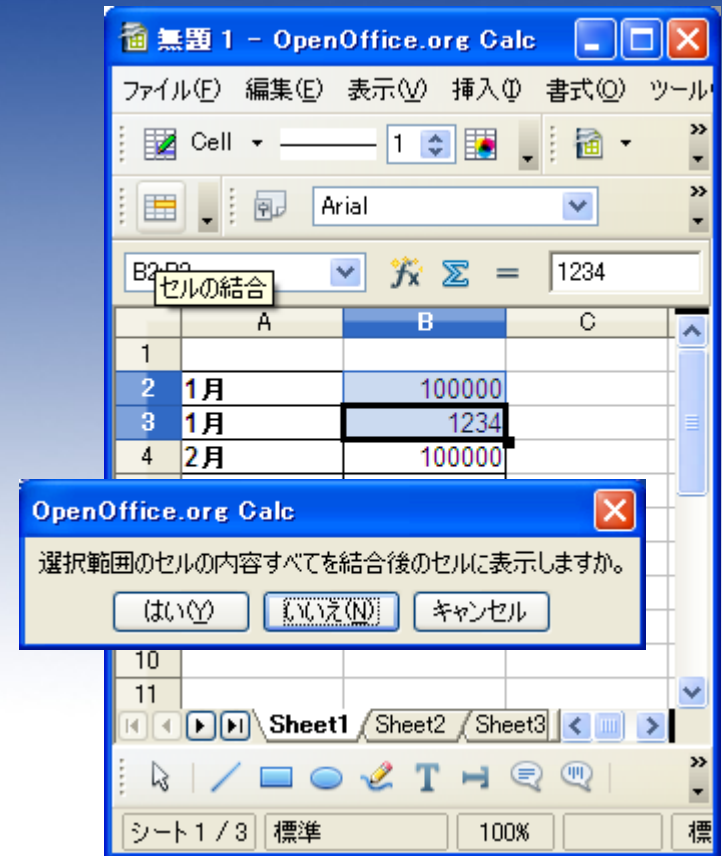 無題 1 - OpenOffice.org Calc
ファイル(F) 編集(E) 表示(V) 挿入(I) 書式(O) ツール
Cell 1
Arial
1234
セルの結合
A B C
1
2 1月 100000
3 1月 1234
4 2月 100000
OpenOffice.org Calc
選択範囲のセルの内容すべてを結合後のセルに表示しますか。
はい(Y) いいえ(N) キャンセル
10
11
Sheet1 Sheet2 Sheet3
シート 1 / 3 標準 100% 標